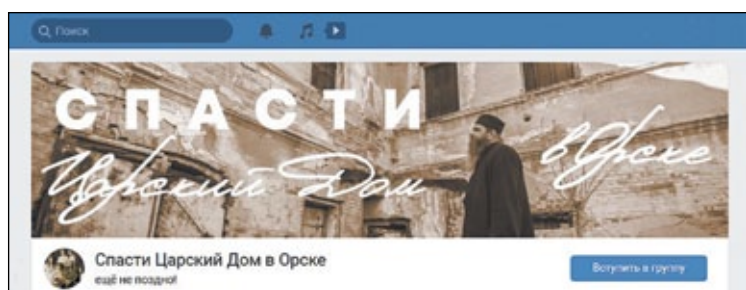 Поиск
СПАСТИ
Царский Дом
в Орске
Спасти Царский Дом в Орске
ещё не поздно!
Вступить в группу